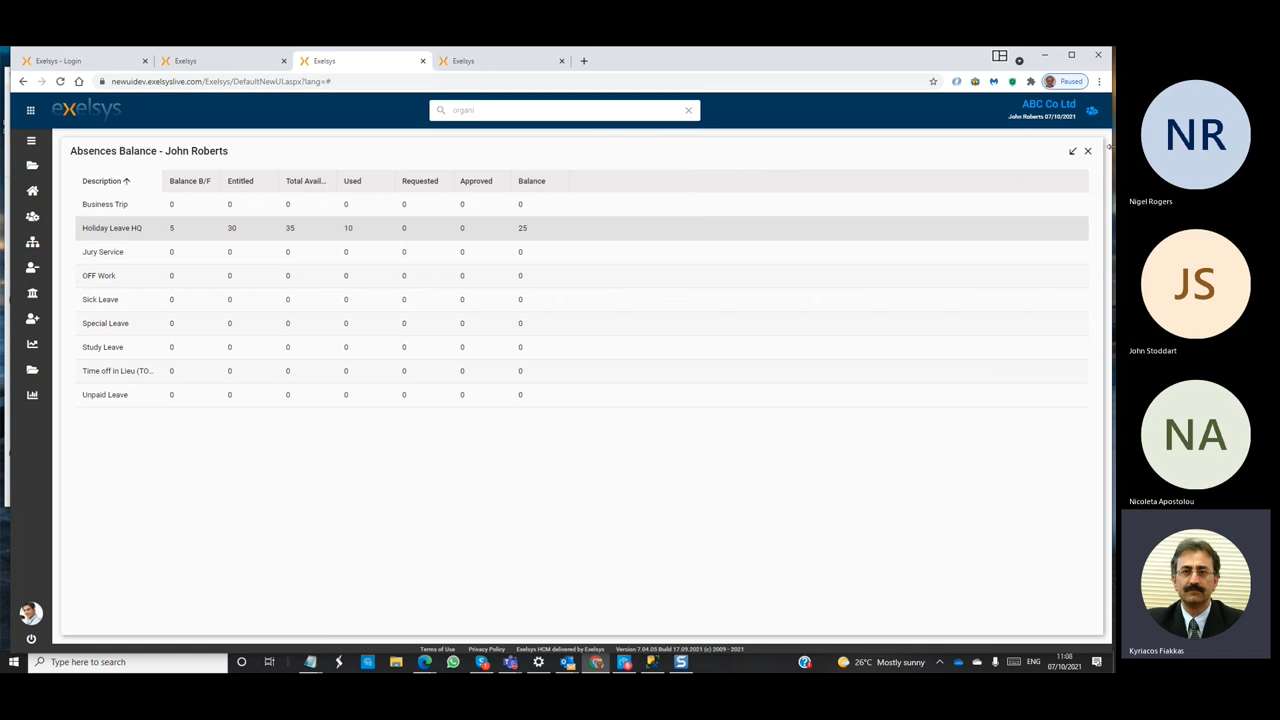 Exelsys - Login
Exelsys
Exelsys
Exelsys
newuidev.exelsyslive.com/Exelsys/DefaultNewUI.aspx?lang=#
Paused
exelsys
organi
ABC Co Ltd
John Roberts 07/10/2021
Absences Balance - John Roberts
Description Balance B/F Entitled Total Avail... Used Requested Approved Balance
Business Trip 0 0 0 0 0 0 0
Holiday Leave HQ 5 30 35 10 0 0 25
Jury Service 0 0 0 0 0 0 0
OFF Work 0 0 0 0 0 0 0
Sick Leave 0 0 0 0 0 0 0
Special Leave 0 0 0 0 0 0 0
Study Leave 0 0 0 0 0 0 0
Time off in Lieu (TO... 0 0 0 0 0 0 0
Unpaid Leave 0 0 0 0 0 0 0
Terms of Use Privacy Policy Exelsys HCM delivered by Exelsys Version 7.04.05 Build 17.09.2021 (c) 2009 - 2021
Type here to search
26°C Mostly sunny
ENG
11:08
07/10/2021
NR
Nigel Rogers
JS
John Stoddart
NA
Nicoleta Apostolou
Kyriacos Fiakkas